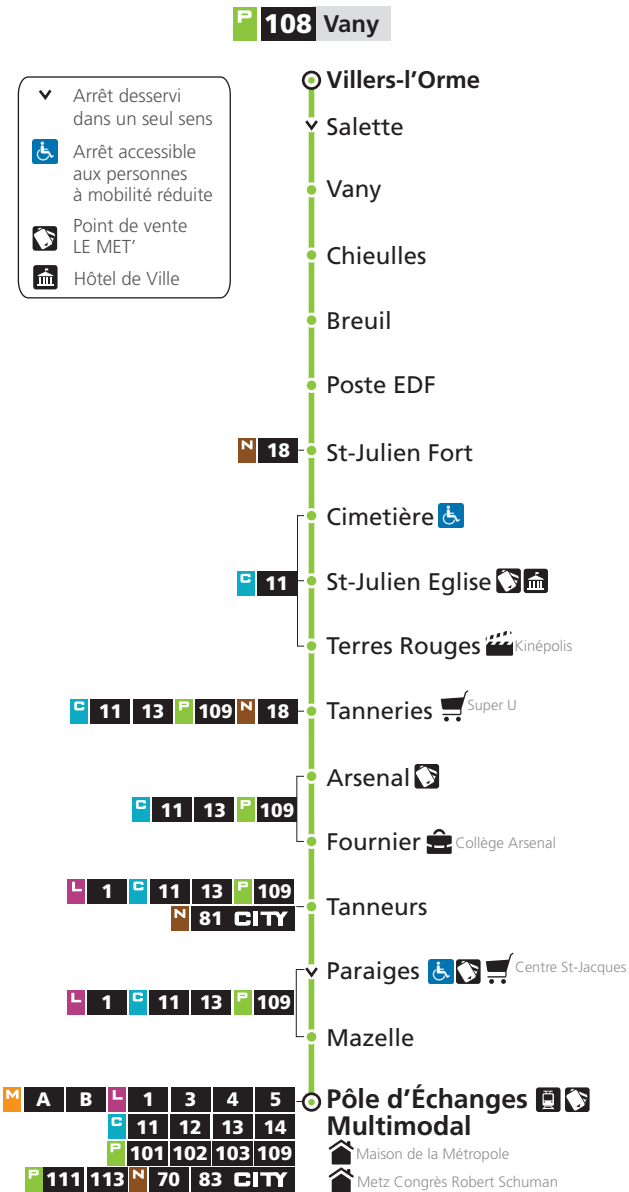 P 108 Vany
Arrêt desservi
dans un seul sens
Arrêt accessible
aux personnes
à mobilité réduite
Point de vente
LE MET’
Hôtel de Ville
Villers-l’Orme
Salette
Vany
Chieulles
Breuil
Poste EDF
N 18 St-Julien Fort
Cimetière
C 11 St-Julien Eglise
Terres Rouges Kinépolis
C 11 13 P 109 N 18 Tanneries Super U
Arsenal
C 11 13 P 109
Fournier Collège Arsenal
L 1 C 11 13 P 109
N 81 CITY
Tanneurs
Paraiges Centre St-Jacques
L 1 C 11 13 P 109
Mazelle
M A B L 1 3 4 5 Pôle d’Échanges
C 11 12 13 14 Multimodal
P 101 102 103 109 Maison de la Métropole
P 111 113 N 70 83 CITY Metz Congrès Robert Schuman